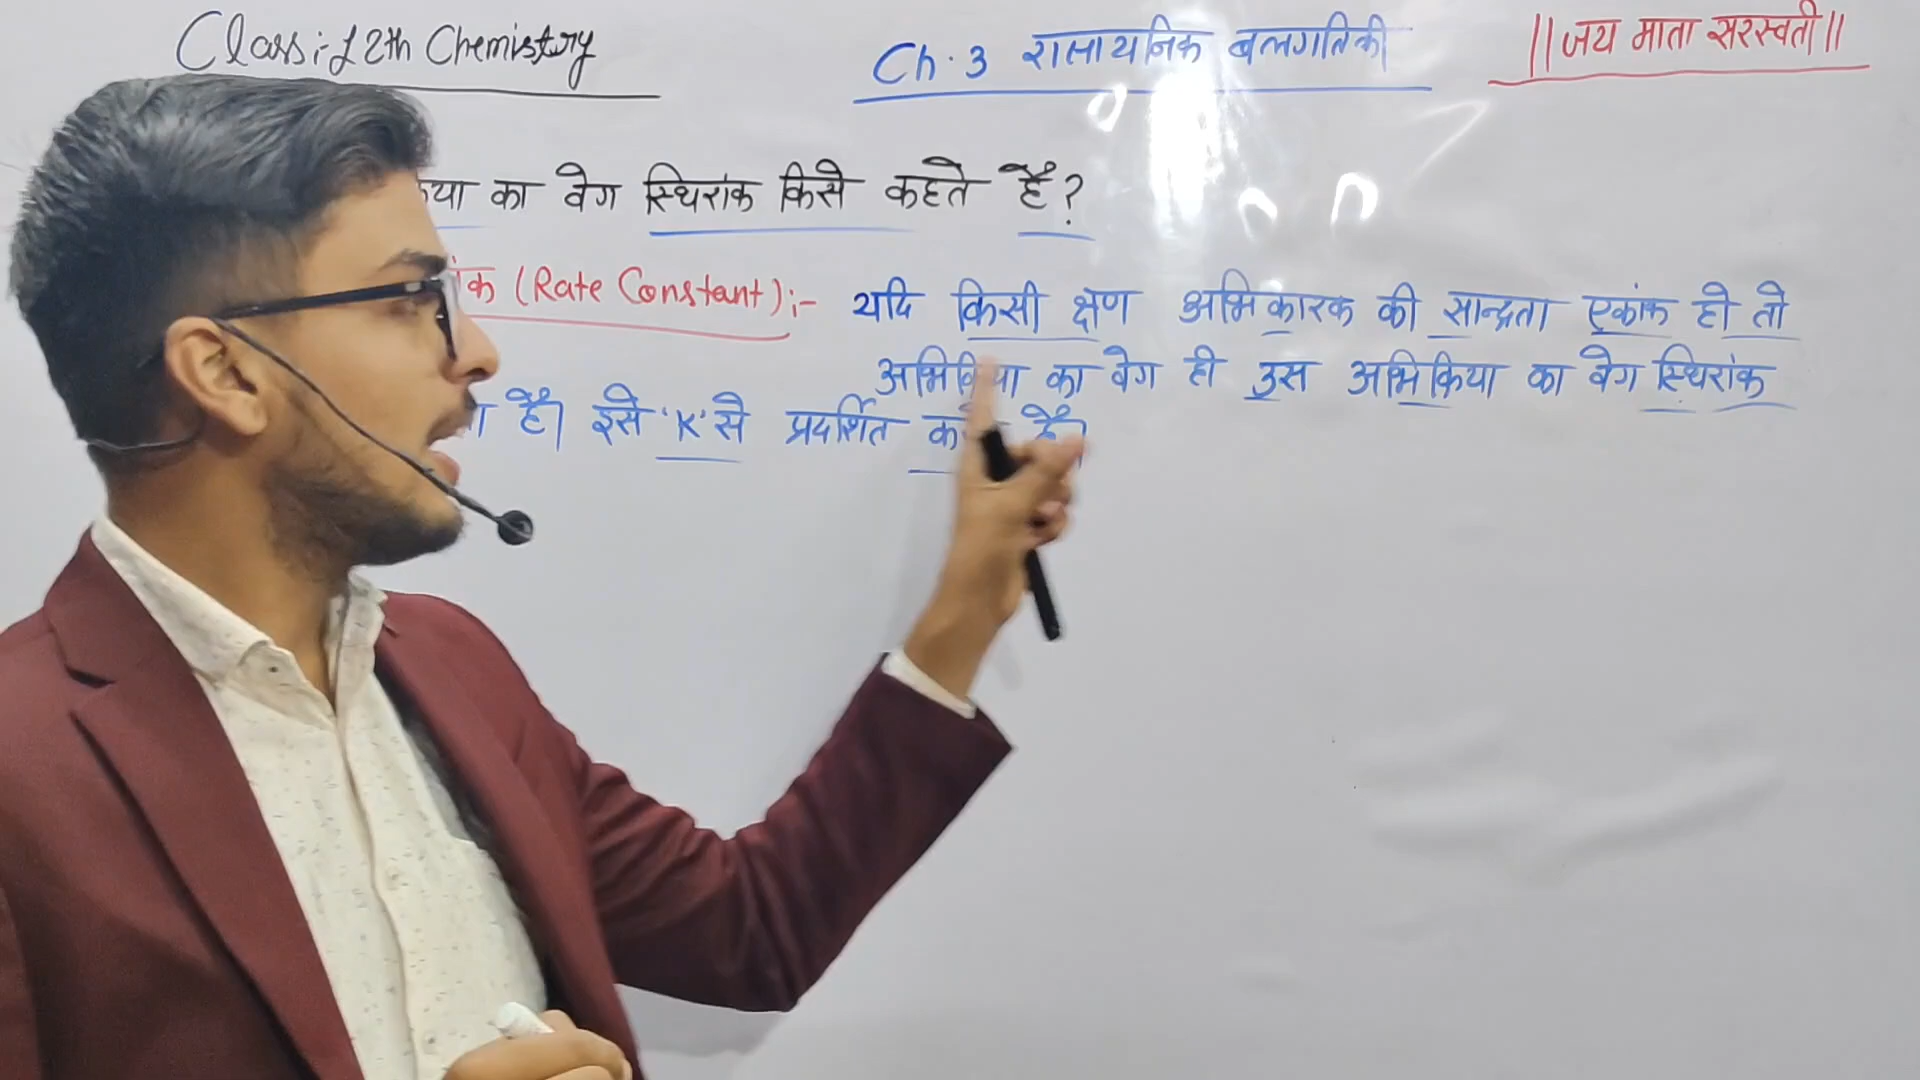 Class:-12th Chemistry
Ch.3 रासायनिक बलगतिकी
||जय माता सरस्वती||
का वेग स्थिरांक किसे कहते हैं?
(Rate Constant):- यदि किसी क्षण अभिकारक की सान्द्रता एकांक हो तो
अभिक्रिया का वेग ही उस अभिक्रिया का वेग स्थिरांक
है। इसे 'K' से प्रदर्शित करते हैं।